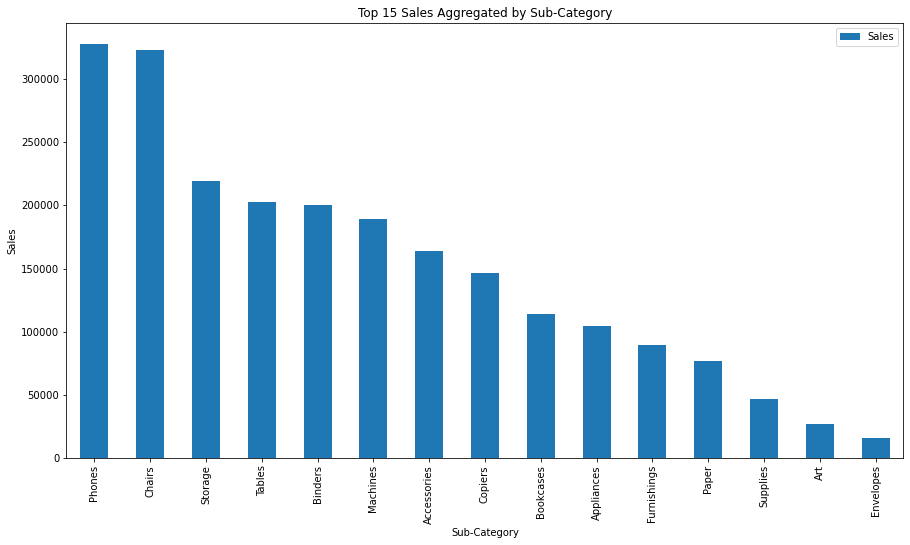 Top 15 Sales Aggregated by Sub-Category
Sales
300000
250000
200000
150000
100000
50000
0
Sales
Phones
Chairs
Storage
Tables
Binders
Machines
Accessories
Copiers
Bookcases
Appliances
Furnishings
Paper
Supplies
Art
Envelopes
Sub-Category